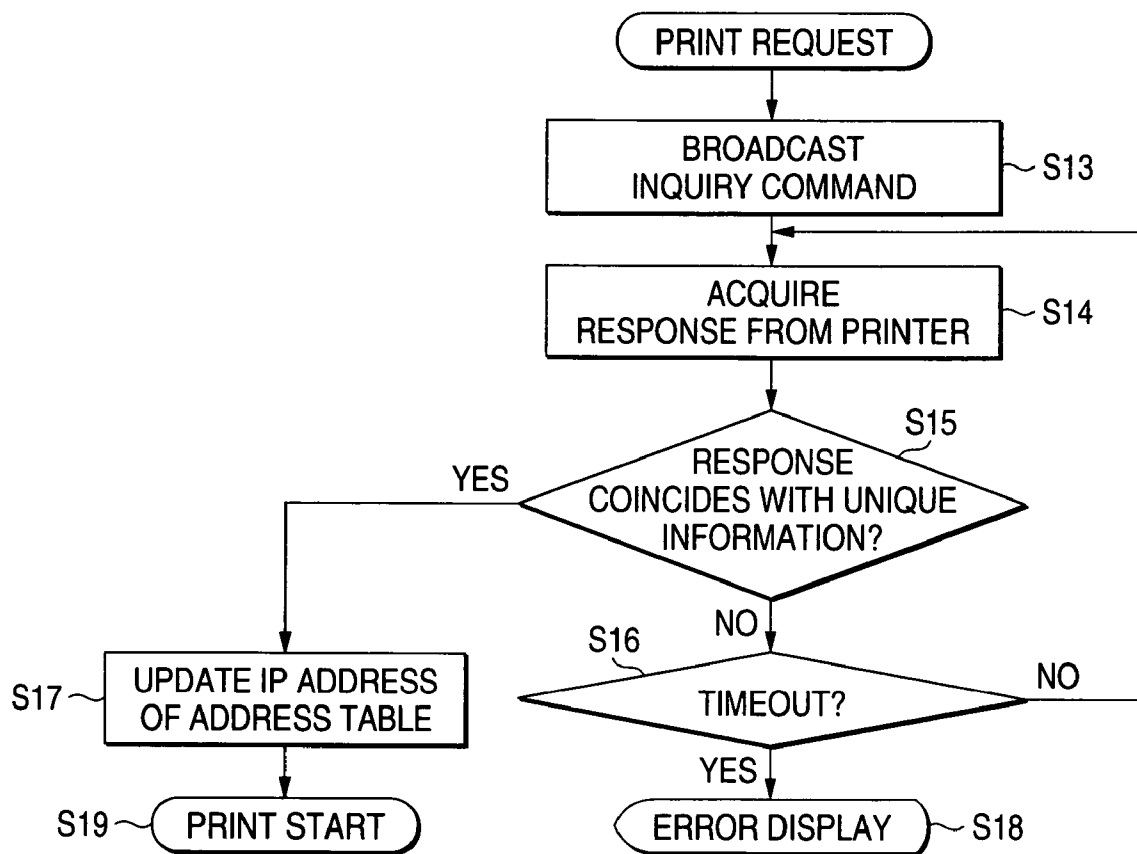 PRINT REQUEST
BROADCAST
INQUIRY COMMAND
S13
ACQUIRE
RESPONSE FROM PRINTER
S14
S15
RESPONSE
COINCIDES WITH UNIQUE
INFORMATION?
YES
NO
S16
TIMEOUT?
NO
YES
S17
UPDATE IP ADDRESS
OF ADDRESS TABLE
S19
PRINT START
ERROR DISPLAY
S18